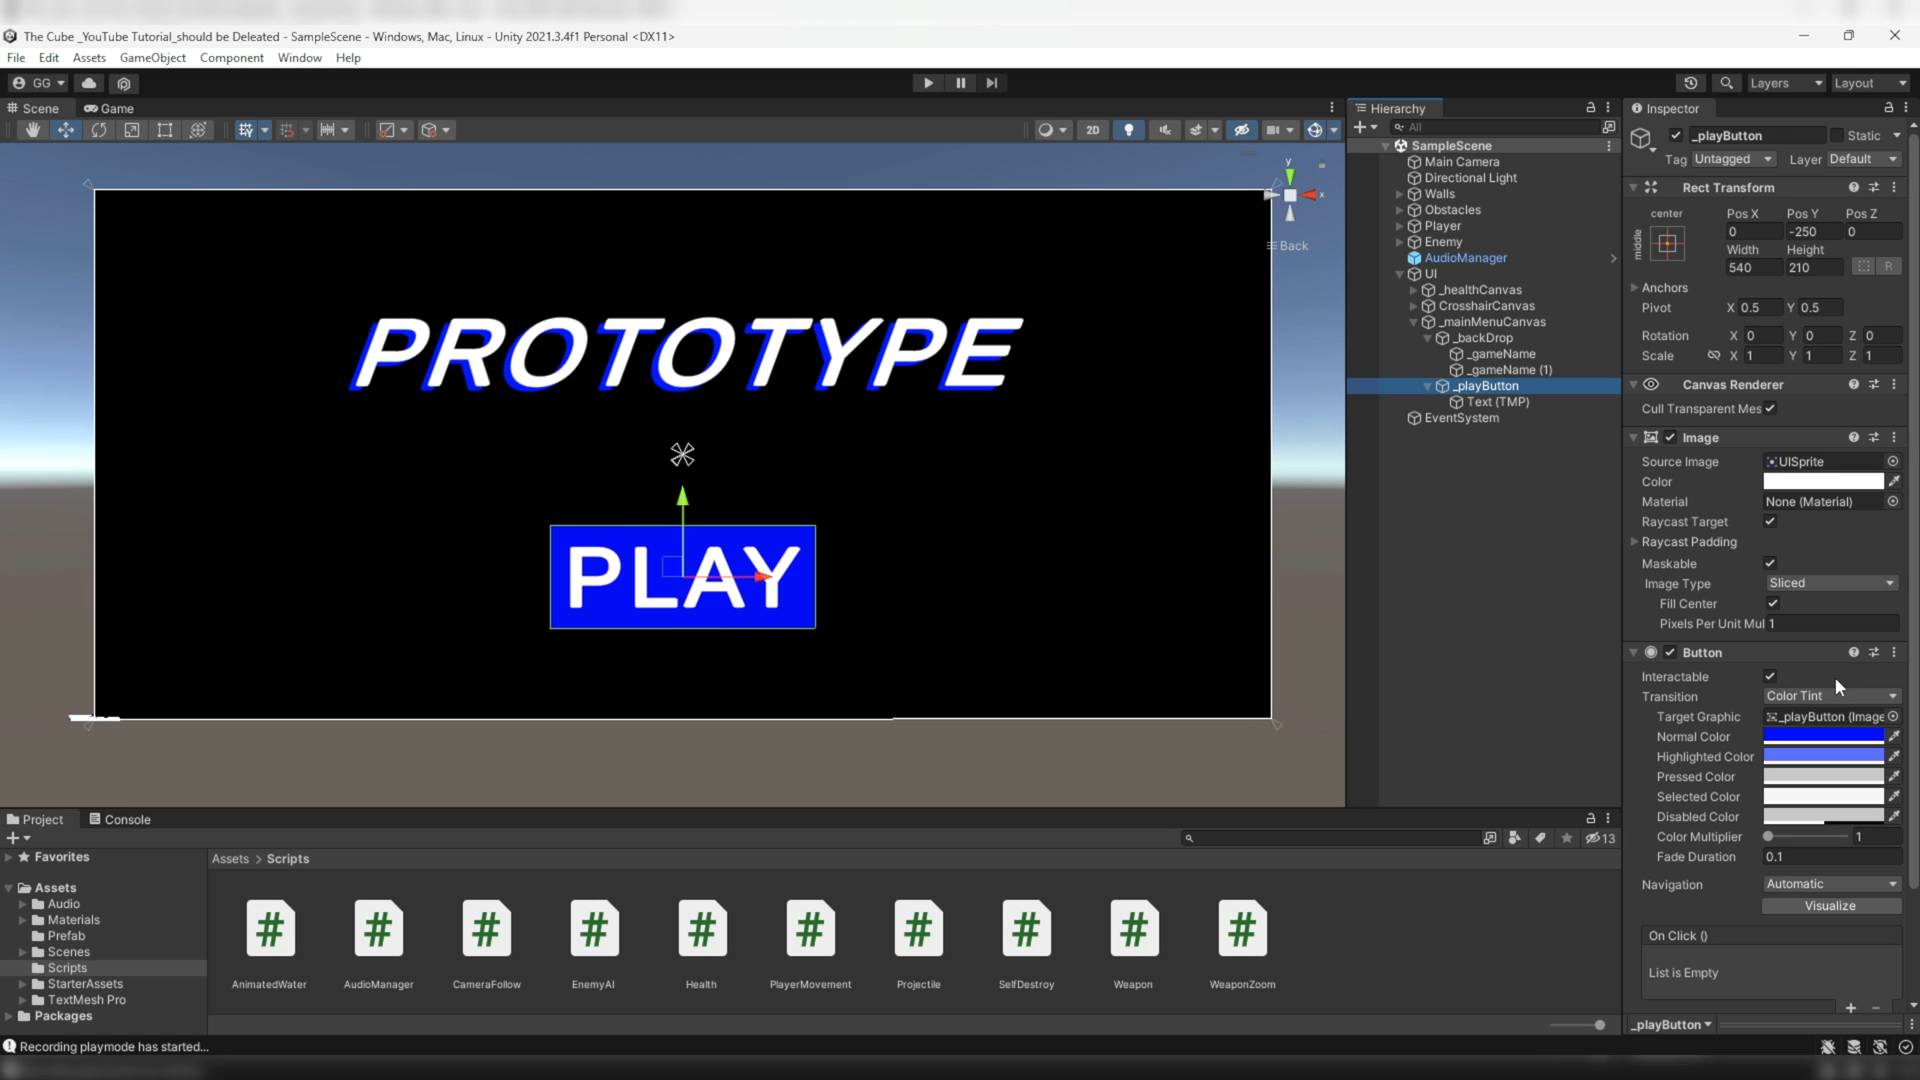 The Cube _YouTube Tutorial_should be Deleated - SampleScene - Windows, Mac, Linux - Unity 2021.3.4f1 Personal <DX11>
File Edit Assets GameObject Component Window Help
GG Layers Layout
Scene Game
2D
y
x
Back
PROTOTYPE
PLAY
Hierarchy
All
SampleScene
Main Camera
Directional Light
Walls
Obstacles
Player
Enemy
AudioManager
UI
_healthCanvas
CrosshairCanvas
_mainMenuCanvas
_backDrop
_gameName
_gameName (1)
_playButton
Text (TMP)
EventSystem
Inspector
_playButton Static
Tag Untagged Layer Default
Rect Transform
center
middle
Pos X Pos Y Pos Z
0 -250 0
Width Height
540 210 R
Anchors
Pivot X 0.5 Y 0.5
Rotation X 0 Y 0 Z 0
Scale X 1 Y 1 Z 1
Canvas Renderer
Cull Transparent Mes
Image
Source Image UISprite
Color
Material None (Material)
Raycast Target
Raycast Padding
Maskable
Image Type Sliced
Fill Center
Pixels Per Unit Mul 1
Button
Interactable
Transition Color Tint
Target Graphic _playButton (Image
Normal Color
Highlighted Color
Pressed Color
Selected Color
Disabled Color
Color Multiplier 1
Fade Duration 0.1
Navigation Automatic
Visualize
On Click ()
List is Empty
_playButton
Project Console
13
Favorites
Assets
Audio
Materials
Prefab
Scenes
Scripts
StarterAssets
TextMesh Pro
Packages
Assets > Scripts
AnimatedWater AudioManager CameraFollow EnemyAI Health PlayerMovement Projectile SelfDestroy Weapon WeaponZoom
Recording playmode has started...